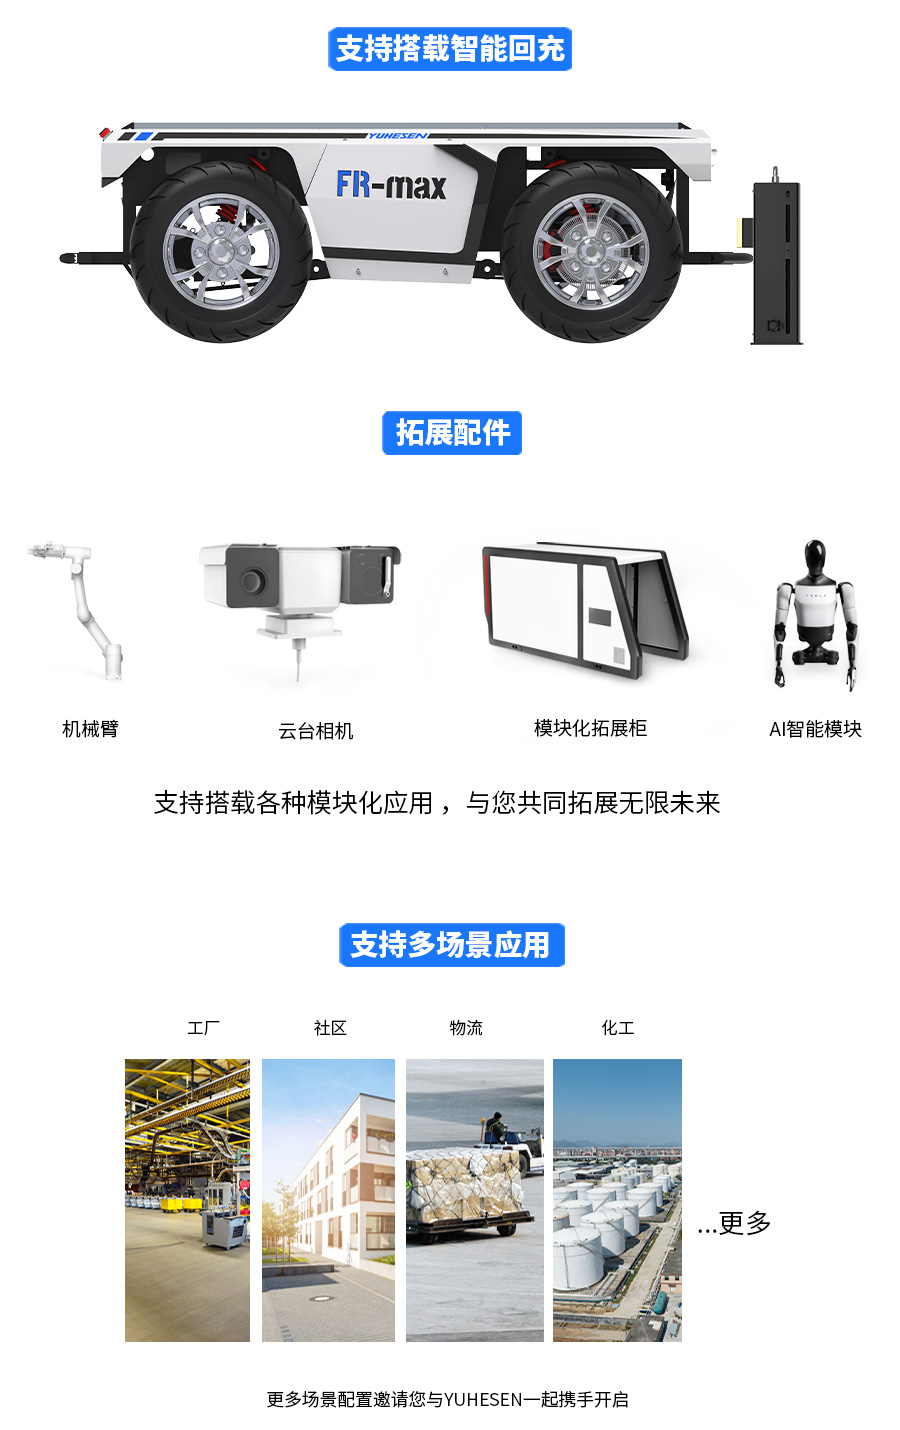 支持搭载智能回充
YUHESEN
FR-max
拓展配件
TESLA
机械臂
云台相机
模块化拓展柜
AI智能模块
支持搭载各种模块化应用，与您共同拓展无限未来
支持多场景应用
工厂
社区
物流
化工
...更多
更多场景配置邀请您与YUHESEN一起携手开启